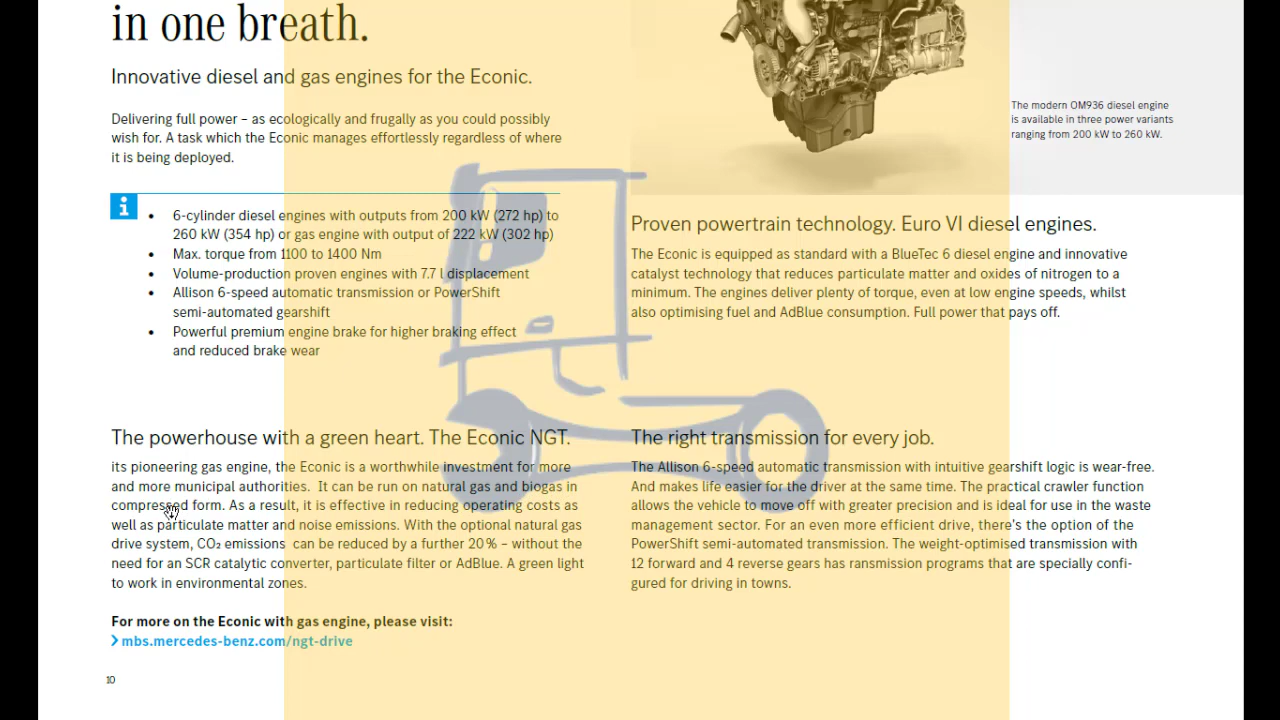 in one breath.
Innovative diesel and gas engines for the Econic.
Delivering full power – as ecologically and frugally as you could possibly
wish for. A task which the Econic manages effortlessly regardless of where
it is being deployed.
The modern OM936 diesel engine
is available in three power variants
ranging from 200 kW to 260 kW.
i
• 6-cylinder diesel engines with outputs from 200 kW (272 hp) to
260 kW (354 hp) or gas engine with output of 222 kW (302 hp)
• Max. torque from 1100 to 1400 Nm
• Volume-production proven engines with 7.7 l displacement
• Allison 6-speed automatic transmission or PowerShift
semi-automated gearshift
• Powerful premium engine brake for higher braking effect
and reduced brake wear
Proven powertrain technology. Euro VI diesel engines.
The Econic is equipped as standard with a BlueTec 6 diesel engine and innovative
catalyst technology that reduces particulate matter and oxides of nitrogen to a
minimum. The engines deliver plenty of torque, even at low engine speeds, whilst
also optimising fuel and AdBlue consumption. Full power that pays off.
The powerhouse with a green heart. The Econic NGT.
its pioneering gas engine, the Econic is a worthwhile investment for more
and more municipal authorities. It can be run on natural gas and biogas in
compressed form. As a result, it is effective in reducing operating costs as
well as particulate matter and noise emissions. With the optional natural gas
drive system, CO₂ emissions can be reduced by a further 20 % – without the
need for an SCR catalytic converter, particulate filter or AdBlue. A green light
to work in environmental zones.
For more on the Econic with gas engine, please visit:
mbs.mercedes-benz.com/ngt-drive
The right transmission for every job.
The Allison 6-speed automatic transmission with intuitive gearshift logic is wear-free.
And makes life easier for the driver at the same time. The practical crawler function
allows the vehicle to move off with greater precision and is ideal for use in the waste
management sector. For an even more efficient drive, there's the option of the
PowerShift semi-automated transmission. The weight-optimised transmission with
12 forward and 4 reverse gears has ransmission programs that are specially confi-
gured for driving in towns.
10